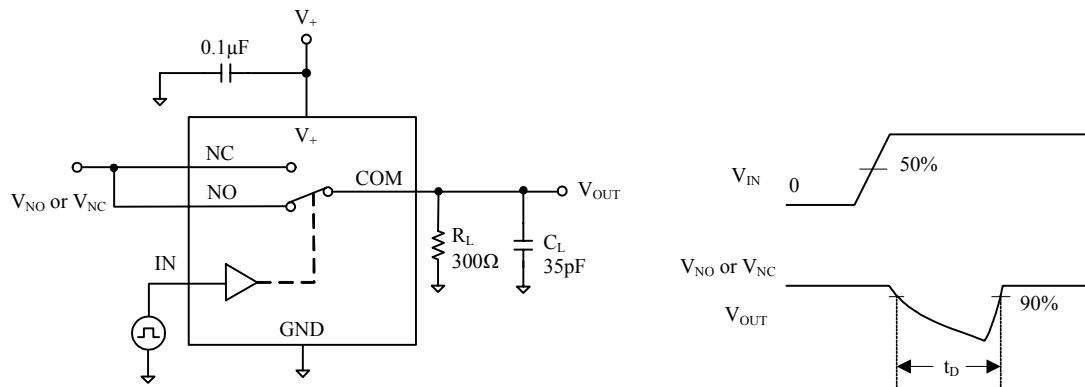 V+
0.1μF
V+
NC
NO
COM
VNO or VNC
VOUT
IN
RL
300Ω
CL
35pF
GND
VIN
0
50%
VNO or VNC
VOUT
90%
tD